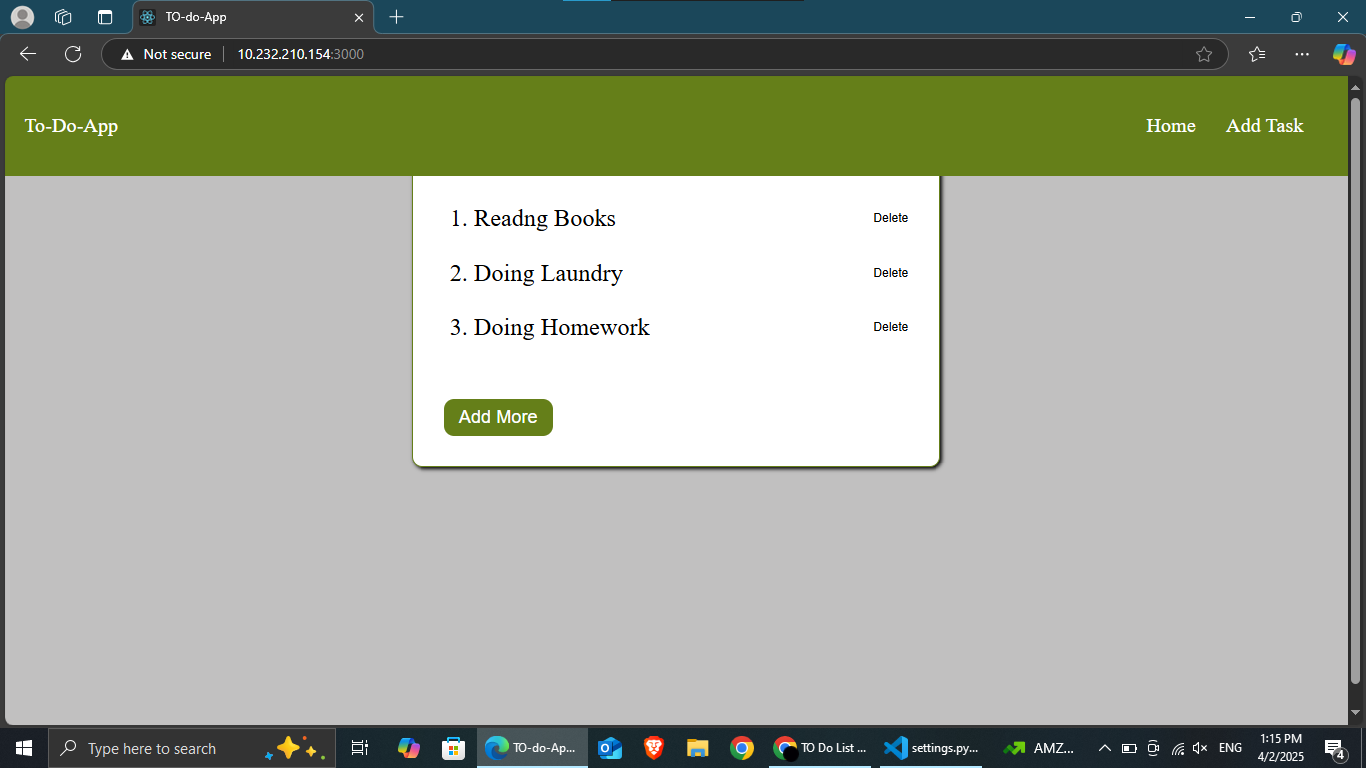 TO-do-App
Not secure
10.232.210.154:3000
To-Do-App
Home
Add Task
1. Readng Books
Delete
2. Doing Laundry
Delete
3. Doing Homework
Delete
Add More
Type here to search
TO-do-Ap...
TO Do List ...
settings.py...
AMZ...
ENG
1:15 PM
4/2/2025
4